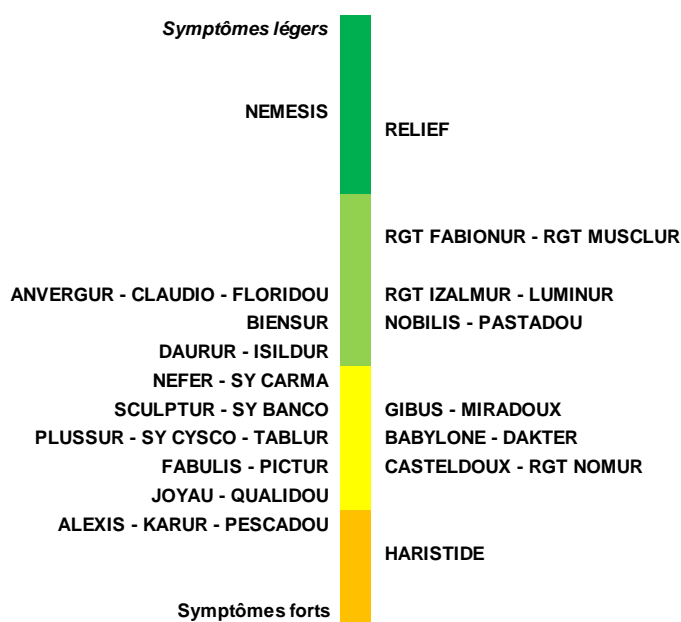 Symptômes légers
NEMESIS
RELIEF
RGT FABIONUR - RGT MUSCLUR
ANVERGUR - CLAUDIO - FLORIDOU
RGT IZALMUR - LUMINUR
BIENSUR
NOBILIS - PASTADOU
DAURUR - ISILDUR
NEFER - SY CARMA
SCULPTUR - SY BANCO
GIBUS - MIRADOUX
PLUSSUR - SY CYSCO - TABLUR
BABYLONE - DAKTER
FABULIS - PICTUR
CASTELDOUX - RGT NOMUR
JOYAU - QUALIDOU
ALEXIS - KARUR - PESCADOU
HARISTIDE
Symptômes forts